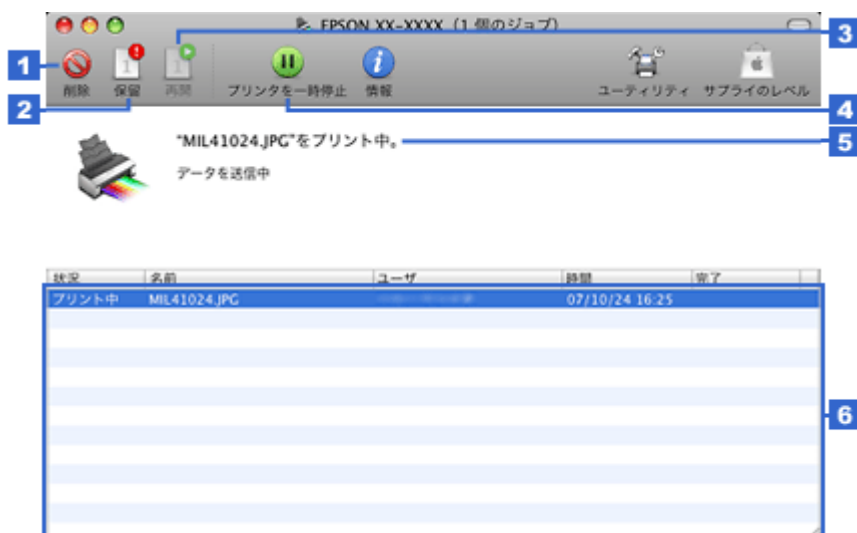 EPSON XX-XXXX（1 個のジョブ）
1
2
3
4
5
6
削除 保留 再開 プリンタを一時停止 情報 ユーティリティ サプライのレベル
"MIL41024.JPG"をプリント中。
データを送信中
状況 名前 ユーザ 時間 完了
プリント中 MIL41024.JPG 07/10/24 16:25